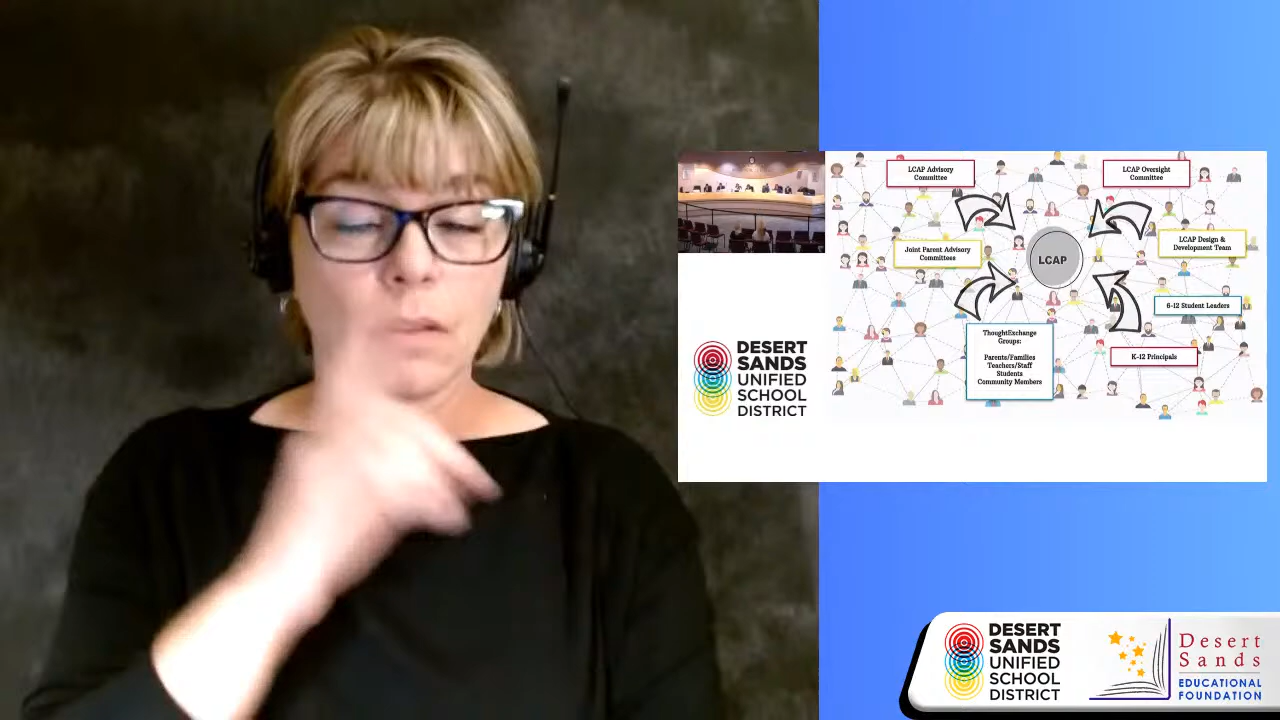 LCAP Advisory
Committee
LCAP Oversight
Committee
Joint Parent Advisory
Committees
LCAP
LCAP Design &
Development Team
6-12 Student Leaders
ThoughtExchange
Groups:
Parents/Families
Teachers/Staff
Students
Community Members
K-12 Principals
DESERT
SANDS
UNIFIED
SCHOOL
DISTRICT
DESERT
SANDS
UNIFIED
SCHOOL
DISTRICT
Desert
Sands
EDUCATIONAL
FOUNDATION